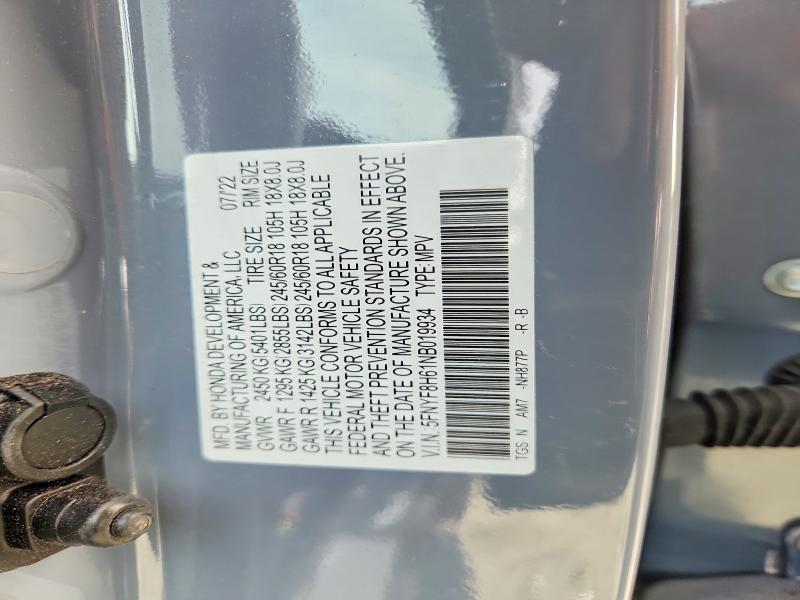 MFD. BY HONDA DEVELOPMENT &
MANUFACTURING OF AMERICA, LLC 07/22
GVWR 2450 KG(5401LBS) TIRE SIZE RIM SIZE
GAWR F 1295 KG(2855LBS) 245/60R18 105H 18X8.0J
GAWR R 1425 KG(3142LBS) 245/60R18 105H 18X8.0J
THIS VEHICLE CONFORMS TO ALL APPLICABLE
FEDERAL MOTOR VEHICLE SAFETY
AND THEFT PREVENTION STANDARDS IN EFFECT
ON THE DATE OF MANUFACTURE SHOWN ABOVE.
V.I.N.: 5FNYF8H61NB019934 TYPE: MPV
TGS N AM7 -NH877P -R -B